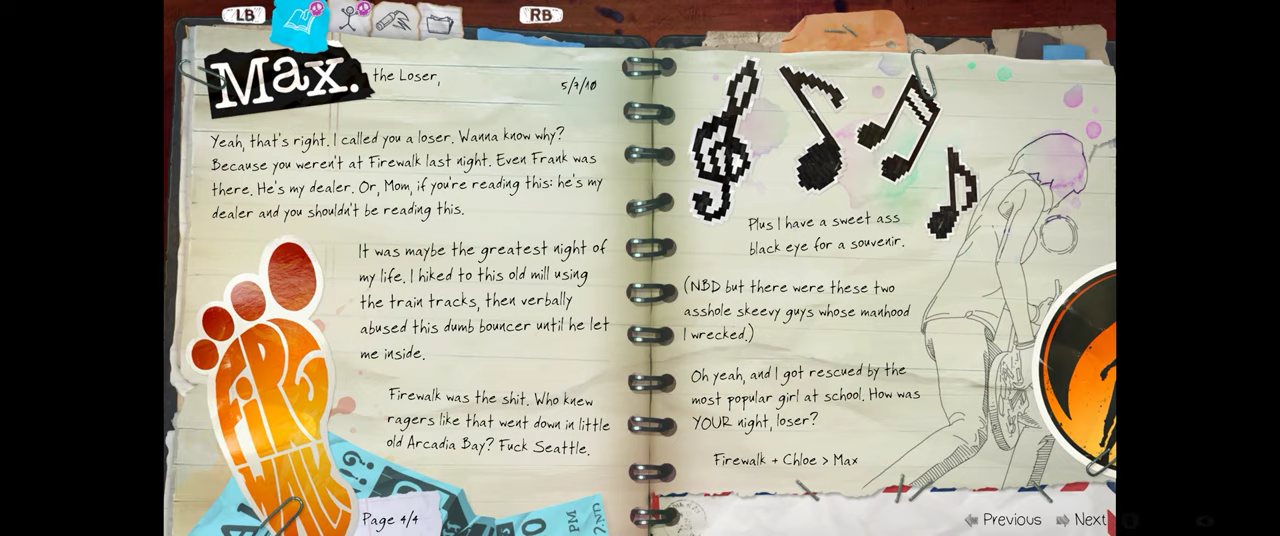 LB
RB
Max.
the Loser,
5/7/10
Yeah, that's right. I called you a loser. Wanna know why?
Because you weren't at Firewalk last night. Even Frank was
there. He's my dealer. Or, Mom, if you're reading this: he's my
dealer and you shouldn't be reading this.
It was maybe the greatest night of
my life. I hiked to this old mill using
the train tracks, then verbally
abused this dumb bouncer until he let
me inside.
Firewalk was the shit. Who knew
ragers like that went down in little
old Arcadia Bay? Fuck Seattle.
FIRE
WALK
Page 4/4
PM
Plus I have a sweet ass
black eye for a souvenir.
(NBD but there were these two
asshole skeevy guys whose manhood
I wrecked.)
Oh yeah, and I got rescued by the
most popular girl at school. How was
YOUR night, loser?
Firewalk + Chloe > Max
Previous
Next